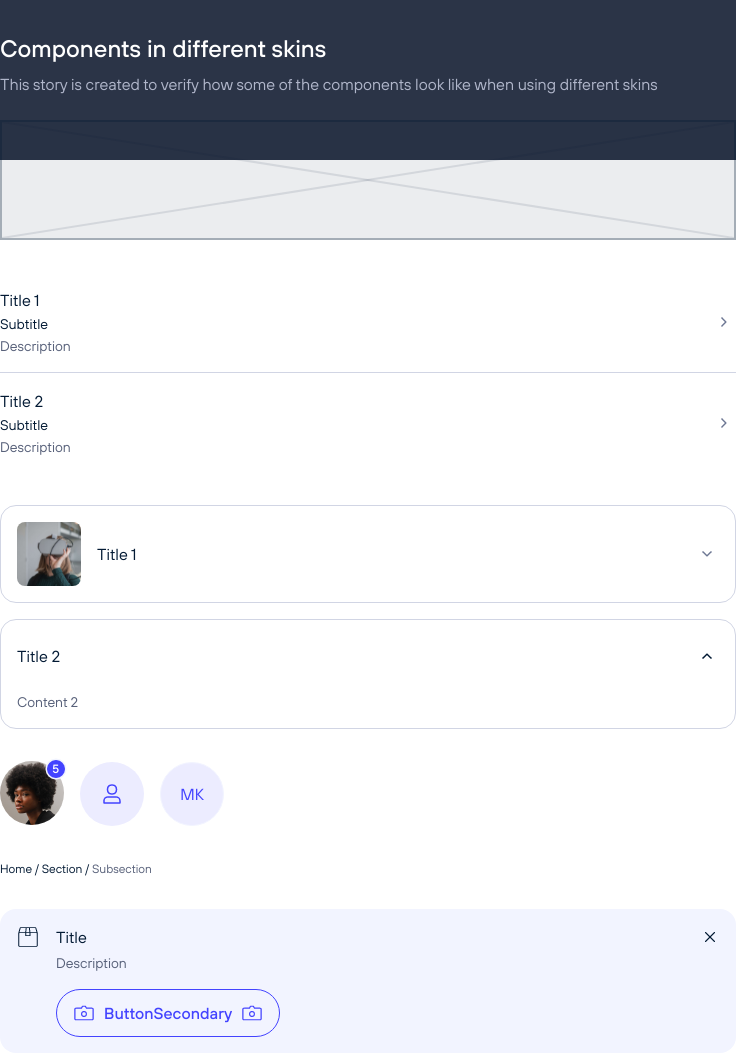 Components in different skins
This story is created to verify how some of the components look like when using different skins
Title 1
Subtitle
Description
Title 2
Subtitle
Description
Title 1
Title 2
Content 2
5
MK
Home / Section / Subsection
Title
Description
ButtonSecondary